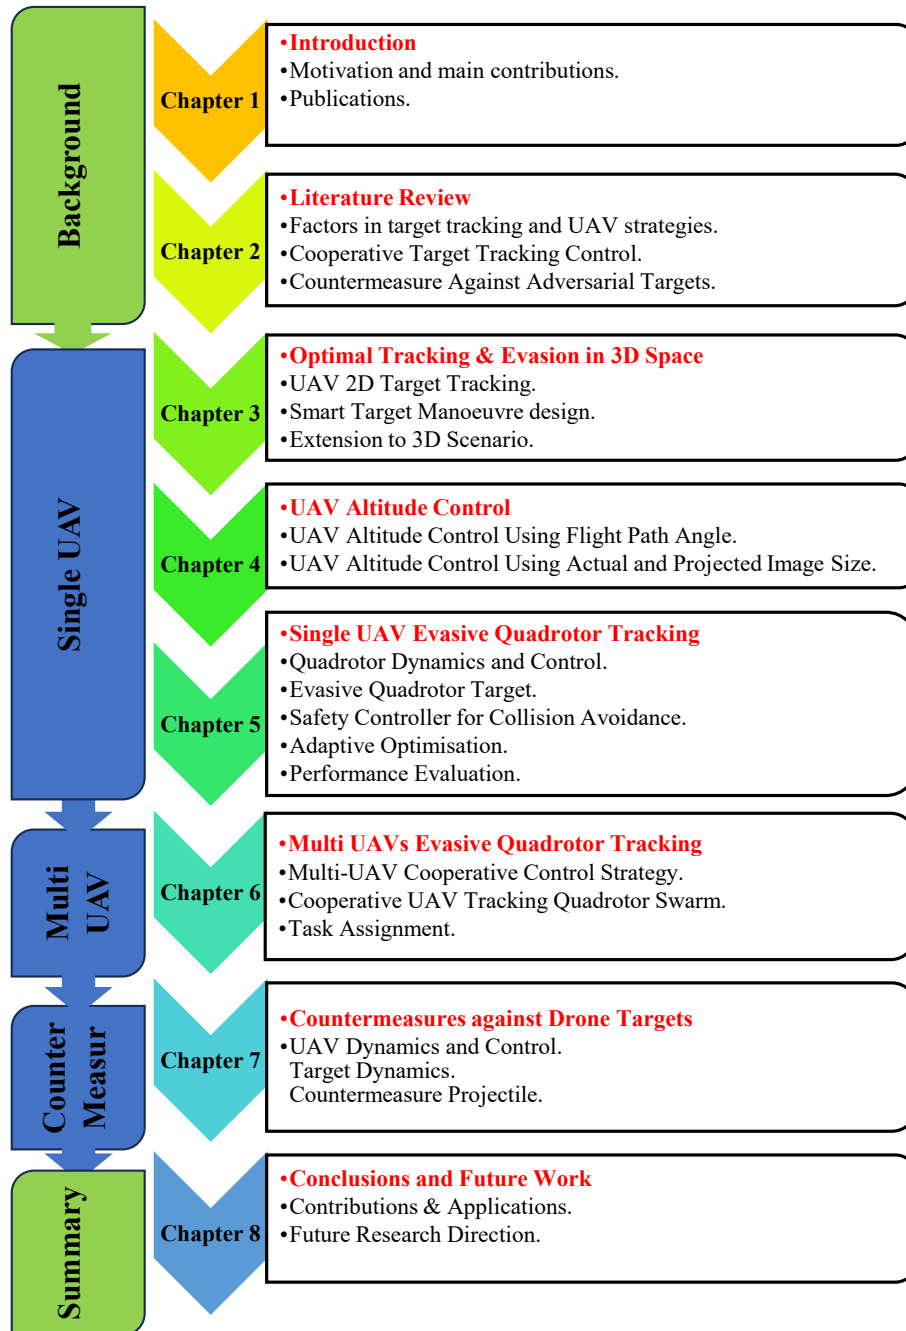 Background
Chapter 1
•Introduction
•Motivation and main contributions.
•Publications.
Chapter 2
•Literature Review
•Factors in target tracking and UAV strategies.
•Cooperative Target Tracking Control.
•Countermeasure Against Adversarial Targets.
Single UAV
Chapter 3
•Optimal Tracking & Evasion in 3D Space
•UAV 2D Target Tracking.
•Smart Target Manoeuvre design.
•Extension to 3D Scenario.
Chapter 4
•UAV Altitude Control
•UAV Altitude Control Using Flight Path Angle.
•UAV Altitude Control Using Actual and Projected Image Size.
Chapter 5
•Single UAV Evasive Quadrotor Tracking
•Quadrotor Dynamics and Control.
•Evasive Quadrotor Target.
•Safety Controller for Collision Avoidance.
•Adaptive Optimisation.
•Performance Evaluation.
Multi
UAV
Chapter 6
•Multi UAVs Evasive Quadrotor Tracking
•Multi-UAV Cooperative Control Strategy.
•Cooperative UAV Tracking Quadrotor Swarm.
•Task Assignment.
Counter
Measur
Chapter 7
•Countermeasures against Drone Targets
•UAV Dynamics and Control.
Target Dynamics.
Countermeasure Projectile.
Summary
Chapter 8
•Conclusions and Future Work
•Contributions & Applications.
•Future Research Direction.